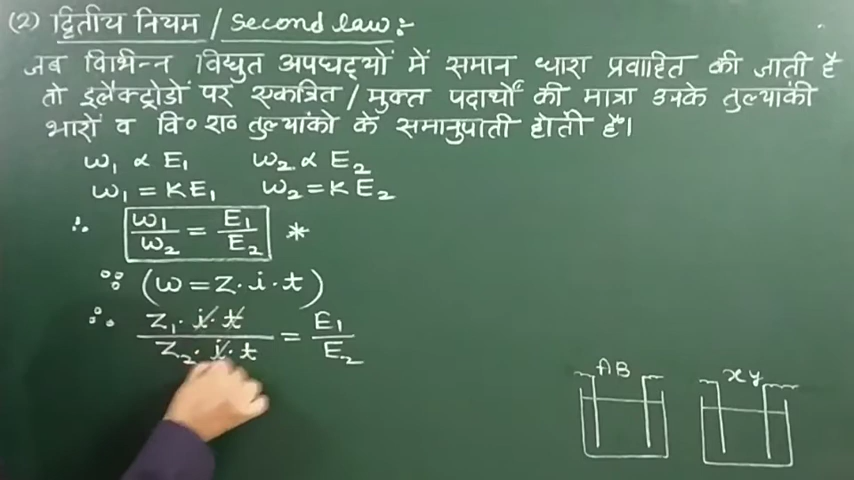 (2) द्वितीय नियम / Second law :-
जब विभिन्न विद्युत अपघट्यों में समान धारा प्रवाहित की जाती है
तो इलैक्ट्रोडों पर एकत्रित / मुक्त पदार्थों की मात्रा उनके तुल्यांकी
भारों व वि० रा० तुल्यांको के समानुपाती होती है।
w₁ ∝ E₁ w₂ ∝ E₂
w₁ = KE₁ w₂ = KE₂
∴ w₁/w₂ = E₁/E₂ *
∵ (w = Z · i · t)
∴ Z₁ · i · t / Z₂ · i · t = E₁/E₂
AB xy